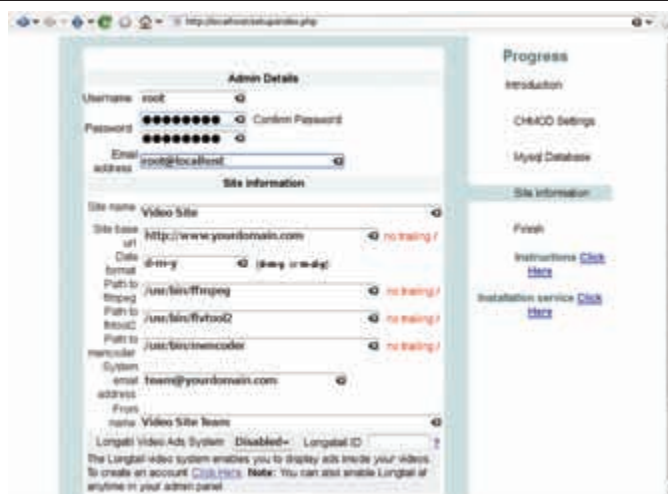 http://localhost/setup/index.php
Admin Details
Username root
Password Confirm Password
Email address root@localhost
Site information
Site name Video Site
Site base url http://www.yourdomain.com no trailing /
Date format d-m-y (d-m-y or m-d-y)
Path to ffmpeg /usr/bin/ffmpeg no trailing /
Path to flvtool2 /usr/bin/flvtool2 no trailing /
Path to mencoder /usr/bin/mencoder no trailing /
System email address team@yourdomain.com
From name Video Site Team
Longtail Video Ads System Disabled Longatail ID ?
The Longtail video system enables you to display ads inside your videos.
To create an account Click Here. Note: You can also enable Longtail at
anytime in your admin panel
Progress
Introduction
CHMOD Settings
Mysql Database
Site information
Finish
Instructions Click
Here
Installation service Click
Here